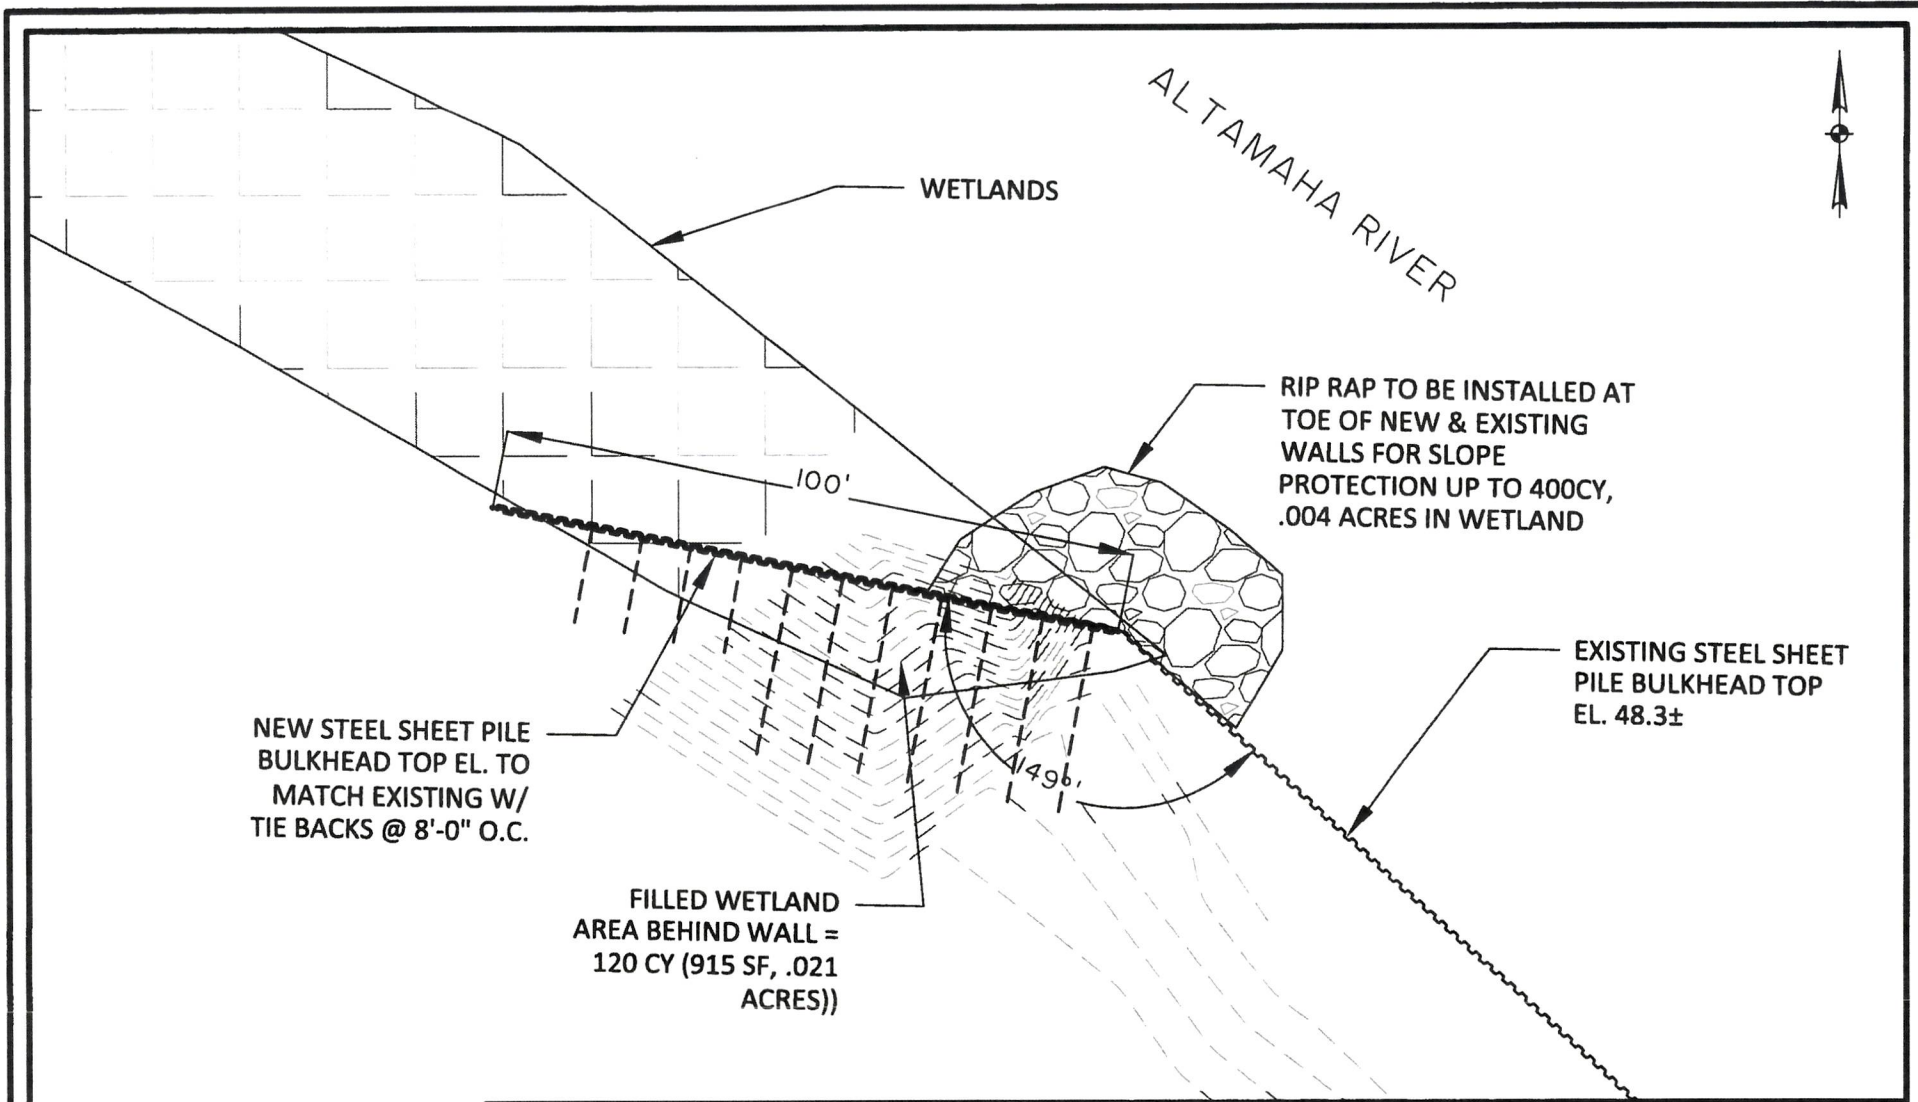 ALTAMAHA RIVER
WETLANDS
RIP RAP TO BE INSTALLED AT
TOE OF NEW & EXISTING
WALLS FOR SLOPE
PROTECTION UP TO 400CY,
.004 ACRES IN WETLAND
100'
EXISTING STEEL SHEET
PILE BULKHEAD TOP
EL. 48.3±
NEW STEEL SHEET PILE
BULKHEAD TOP EL. TO
MATCH EXISTING W/
TIE BACKS @ 8'-0" O.C.
FILLED WETLAND
AREA BEHIND WALL =
120 CY (915 SF, .021
ACRES))